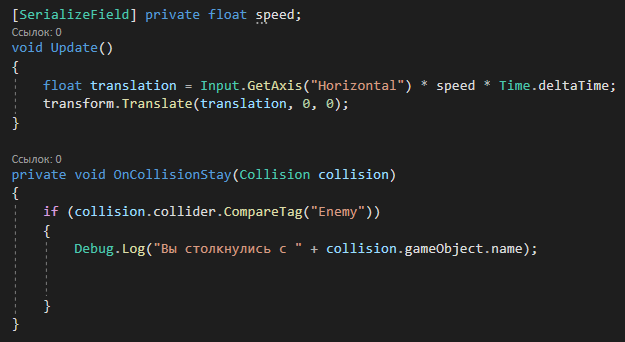 [SerializeField] private float speed;
Ссылок: 0
void Update()
{
float translation = Input.GetAxis("Horizontal") * speed * Time.deltaTime;
transform.Translate(translation, 0, 0);
}
Ссылок: 0
private void OnCollisionStay(Collision collision)
{
if (collision.collider.CompareTag("Enemy"))
{
Debug.Log("Вы столкнулись с " + collision.gameObject.name);
}
}